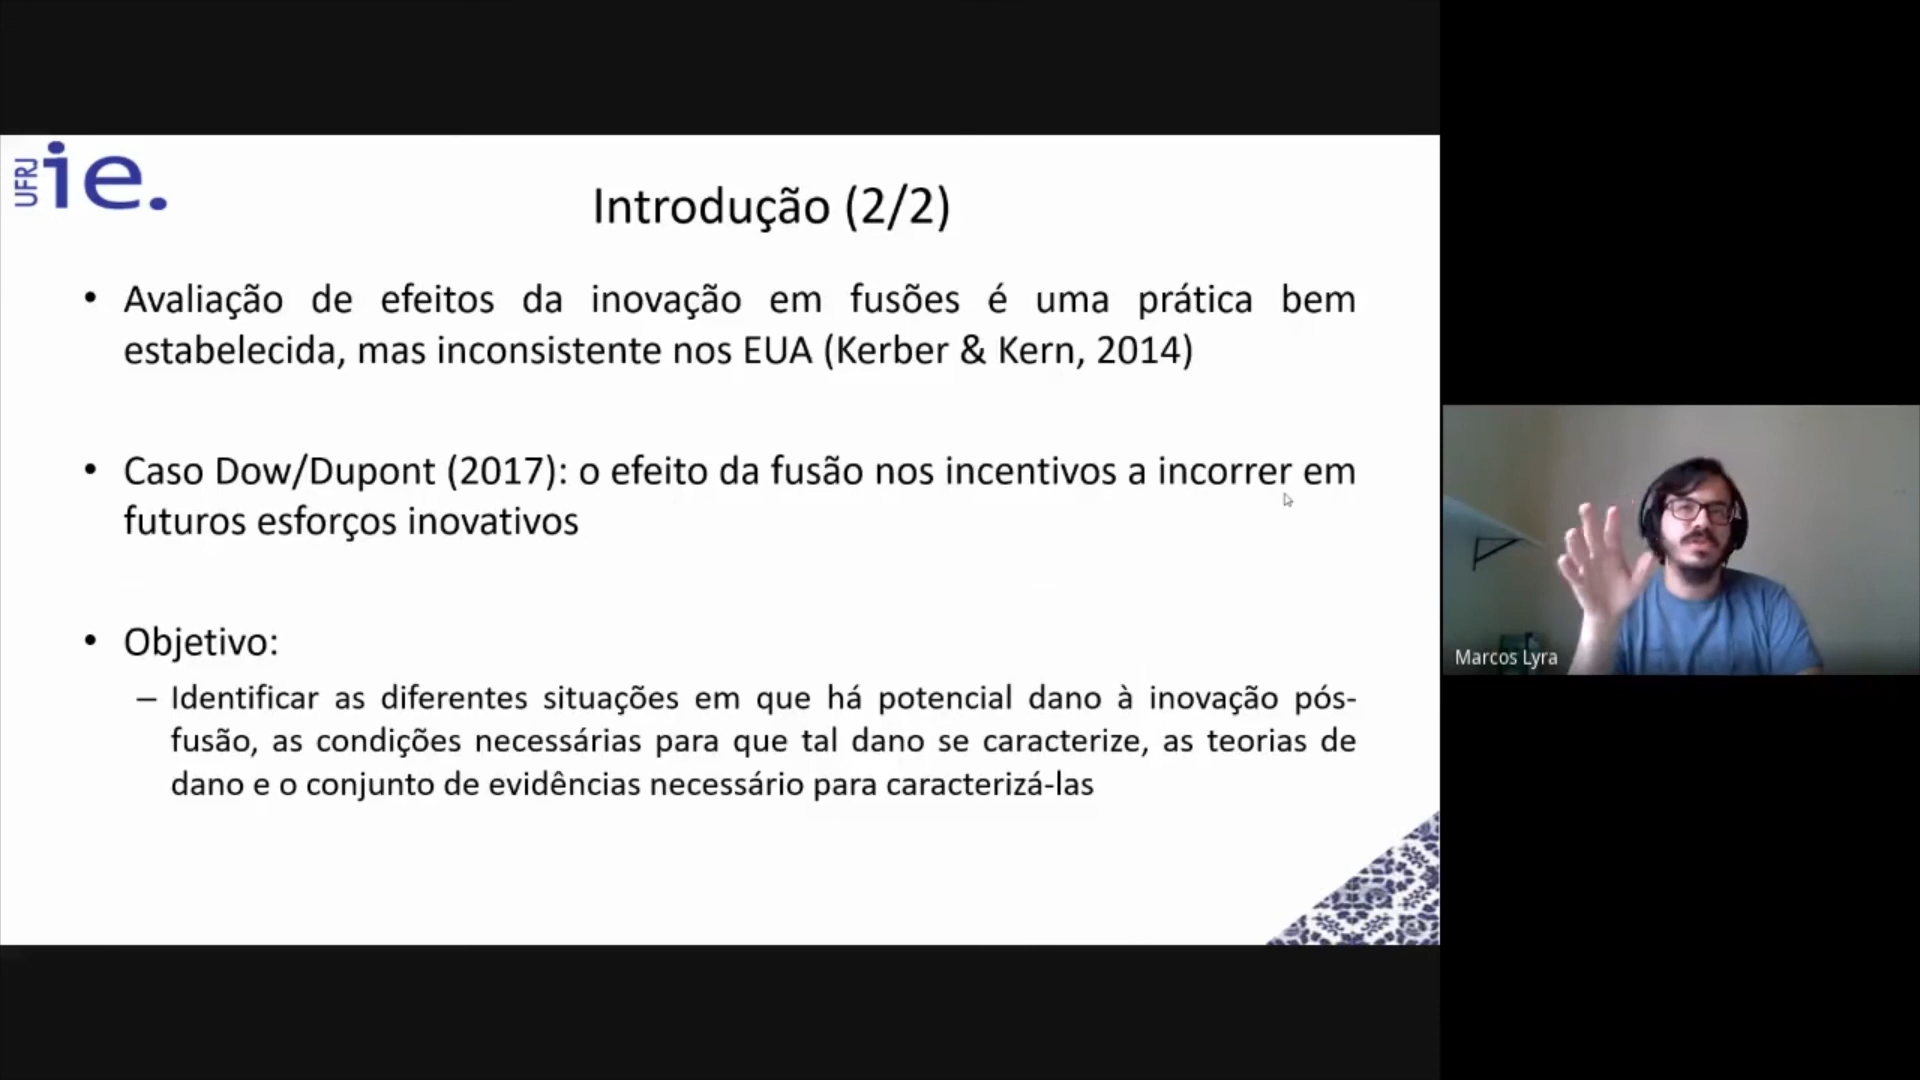 UFRJ ie.
Introdução (2/2)
• Avaliação de efeitos da inovação em fusões é uma prática bem
estabelecida, mas inconsistente nos EUA (Kerber & Kern, 2014)
• Caso Dow/Dupont (2017): o efeito da fusão nos incentivos a incorrer em
futuros esforços inovativos
• Objetivo:
– Identificar as diferentes situações em que há potencial dano à inovação pós-
fusão, as condições necessárias para que tal dano se caracterize, as teorias de
dano e o conjunto de evidências necessário para caracterizá-las
Marcos Lyra